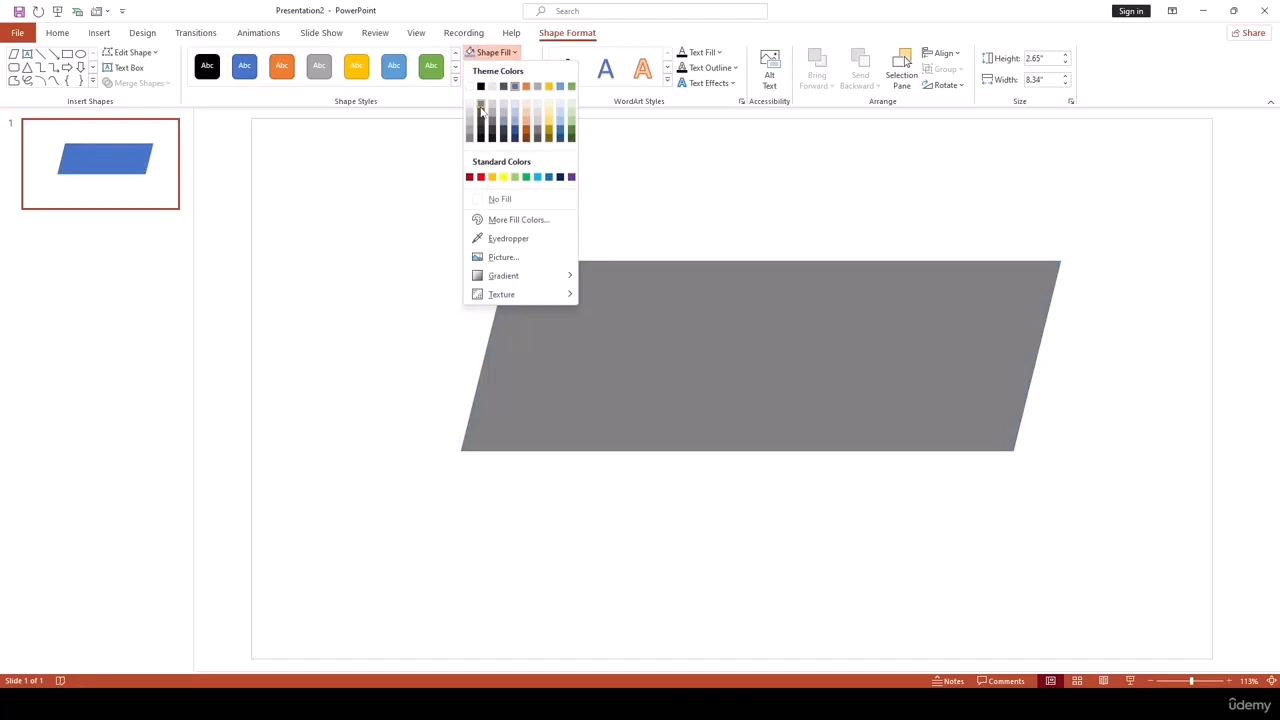 Presentation2 - PowerPoint
Search
Sign in
File
Home
Insert
Design
Transitions
Animations
Slide Show
Review
View
Recording
Help
Shape Format
Share
Edit Shape
Text Box
Merge Shapes
Insert Shapes
Abc
Abc
Abc
Abc
Abc
Abc
Abc
Shape Styles
Shape Fill
Theme Colors
Standard Colors
No Fill
More Fill Colors...
Eyedropper
Picture...
Gradient
Texture
A
A
Text Fill
Text Outline
Text Effects
WordArt Styles
Alt
Text
Accessibility
Bring
Forward
Send
Backward
Selection
Pane
Align
Group
Rotate
Arrange
Height: 2.65"
Width: 8.34"
Size
1
Slide 1 of 1
Notes
Comments
113%
ûdemy